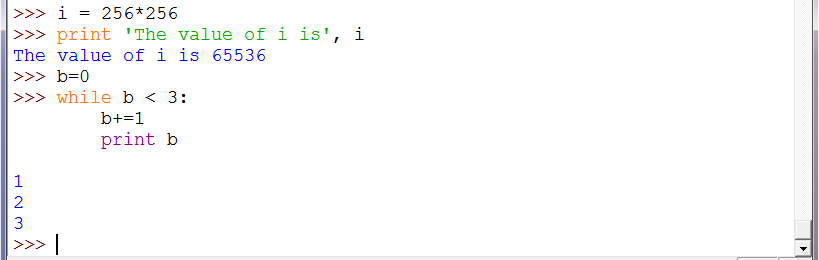 >>> i = 256*256
>>> print 'The value of i is', i
The value of i is 65536
>>> b=0
>>> while b < 3:
        b+=1
        print b
1
2
3
>>>